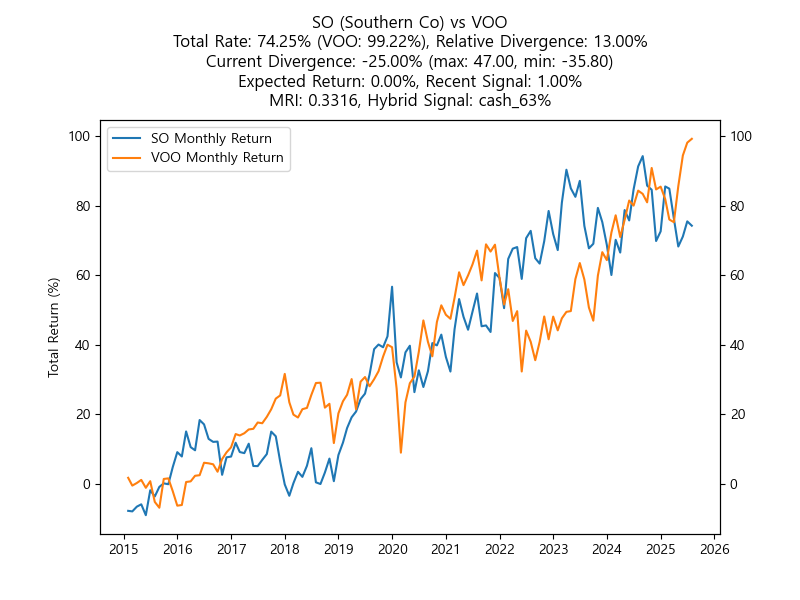 SO (Southern Co) vs VOO
Total Rate: 74.25% (VOO: 99.22%), Relative Divergence: 13.00%
Current Divergence: -25.00% (max: 47.00, min: -35.80)
Expected Return: 0.00%, Recent Signal: 1.00%
MRI: 0.3316, Hybrid Signal: cash_63%
SO Monthly Return
VOO Monthly Return
Total Return (%)
100
80
60
40
20
0
100
80
60
40
20
0
2015 2016 2017 2018 2019 2020 2021 2022 2023 2024 2025 2026